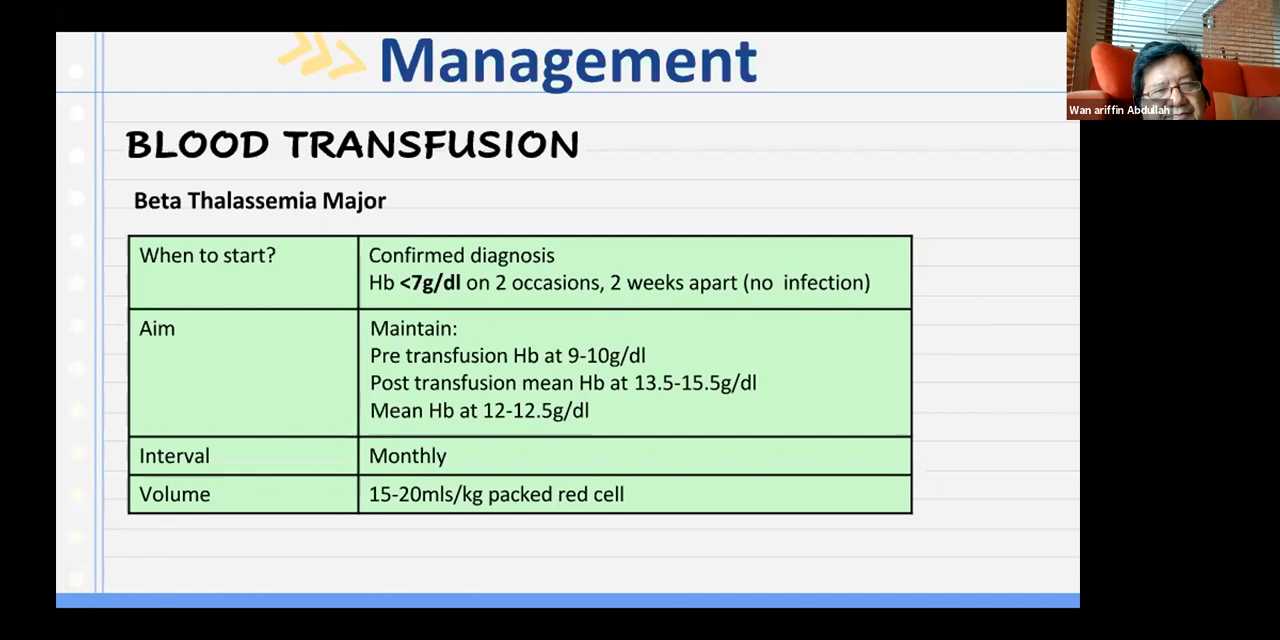 Management
Wan ariffin Abdullah
BLOOD TRANSFUSION
Beta Thalassemia Major
When to start?
Confirmed diagnosis
Hb <7g/dl on 2 occasions, 2 weeks apart (no infection)
Aim
Maintain:
Pre transfusion Hb at 9-10g/dl
Post transfusion mean Hb at 13.5-15.5g/dl
Mean Hb at 12-12.5g/dl
Interval
Monthly
Volume
15-20mls/kg packed red cell